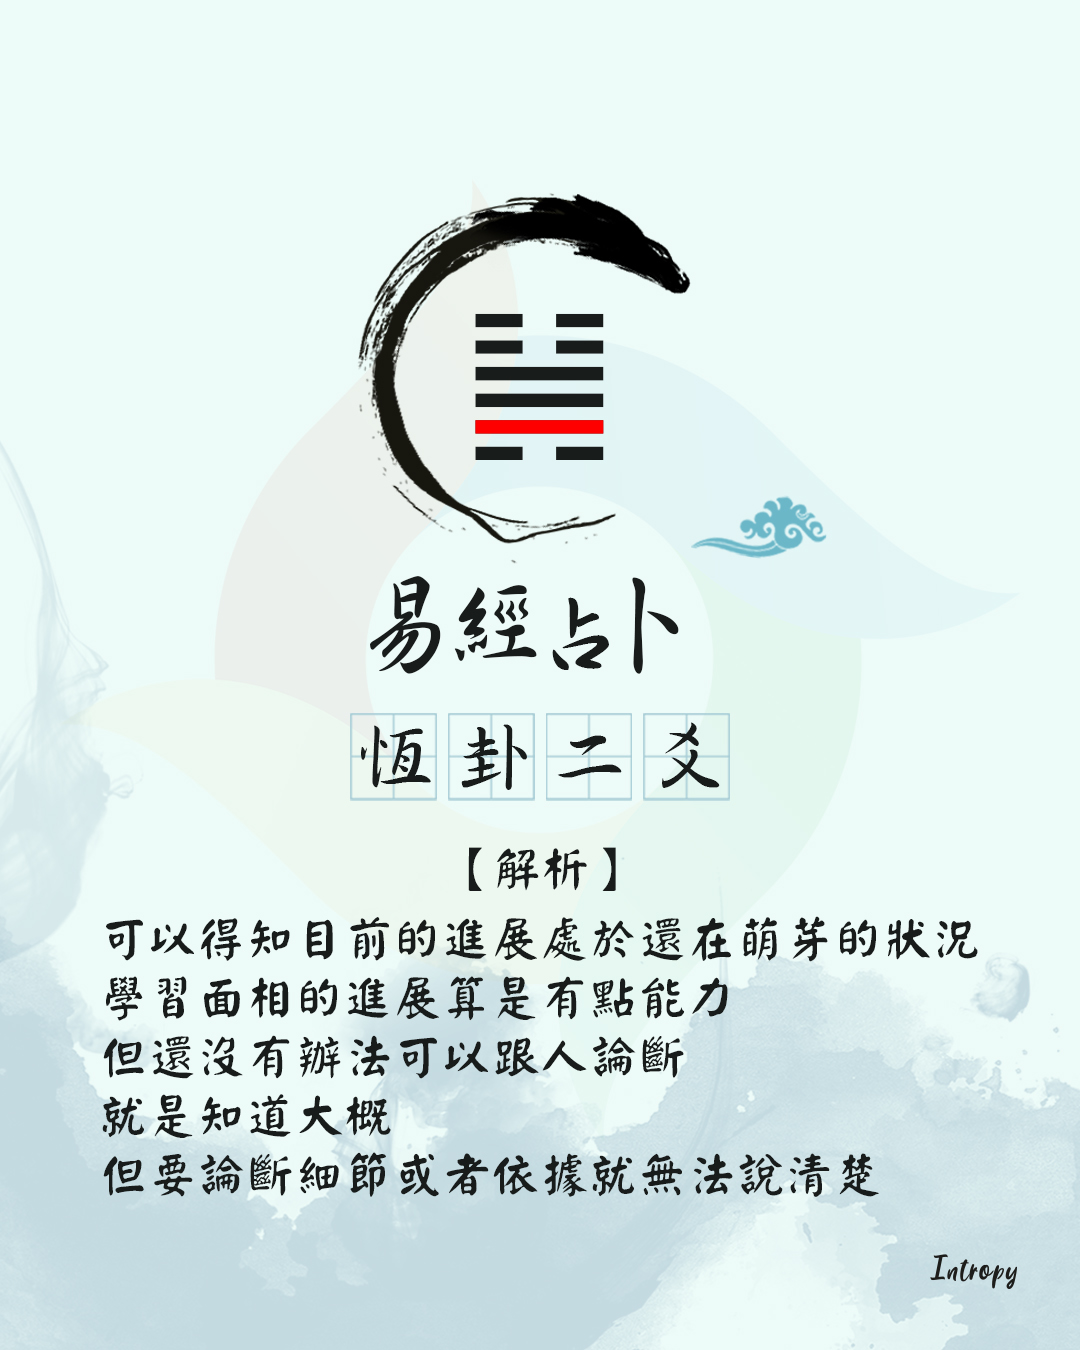 易經占卜
恆卦二爻
【解析】
可以得知目前的進展處於還在萌芽的狀況
學習面相的進展算是有點能力
但還沒有辦法可以跟人論斷
就是知道大概
但要論斷細節或者依據就無法說清楚
Intropy